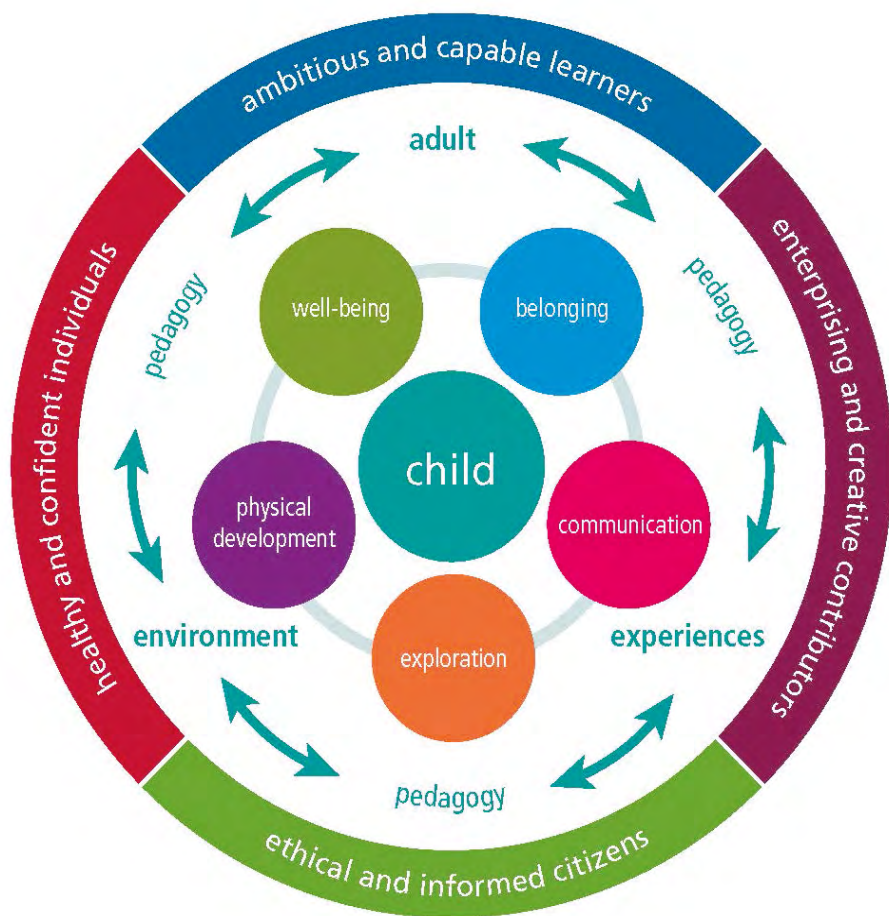 ambitious and capable learners
adult
enterprising and creative contributors
healthy and confident individuals
pedagogy
pedagogy
well-being
belonging
child
physical
development
communication
environment
experiences
exploration
pedagogy
ethical and informed citizens